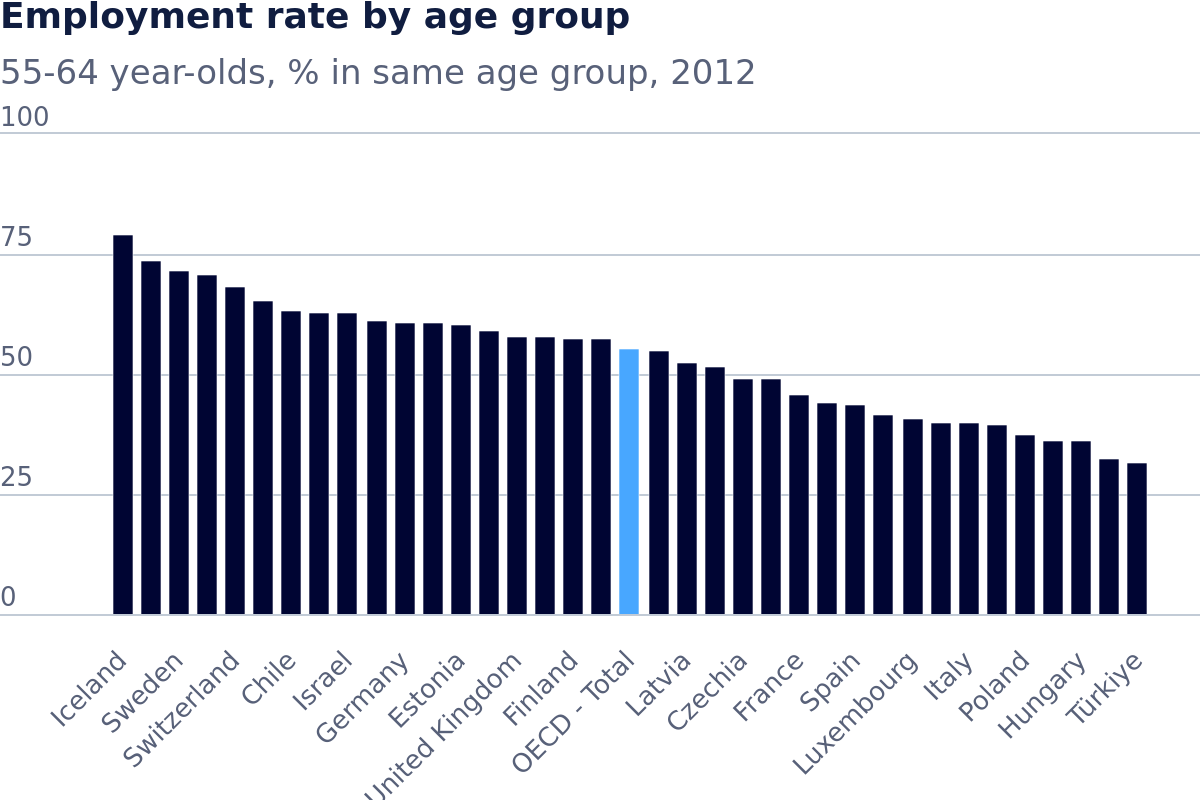 Employment rate by age group
55-64 year-olds, % in same age group, 2012
100
75
50
25
0
Iceland
Sweden
Switzerland
Chile
Israel
Germany
Estonia
United Kingdom
Finland
OECD - Total
Latvia
Czechia
France
Spain
Luxembourg
Italy
Poland
Hungary
Türkiye